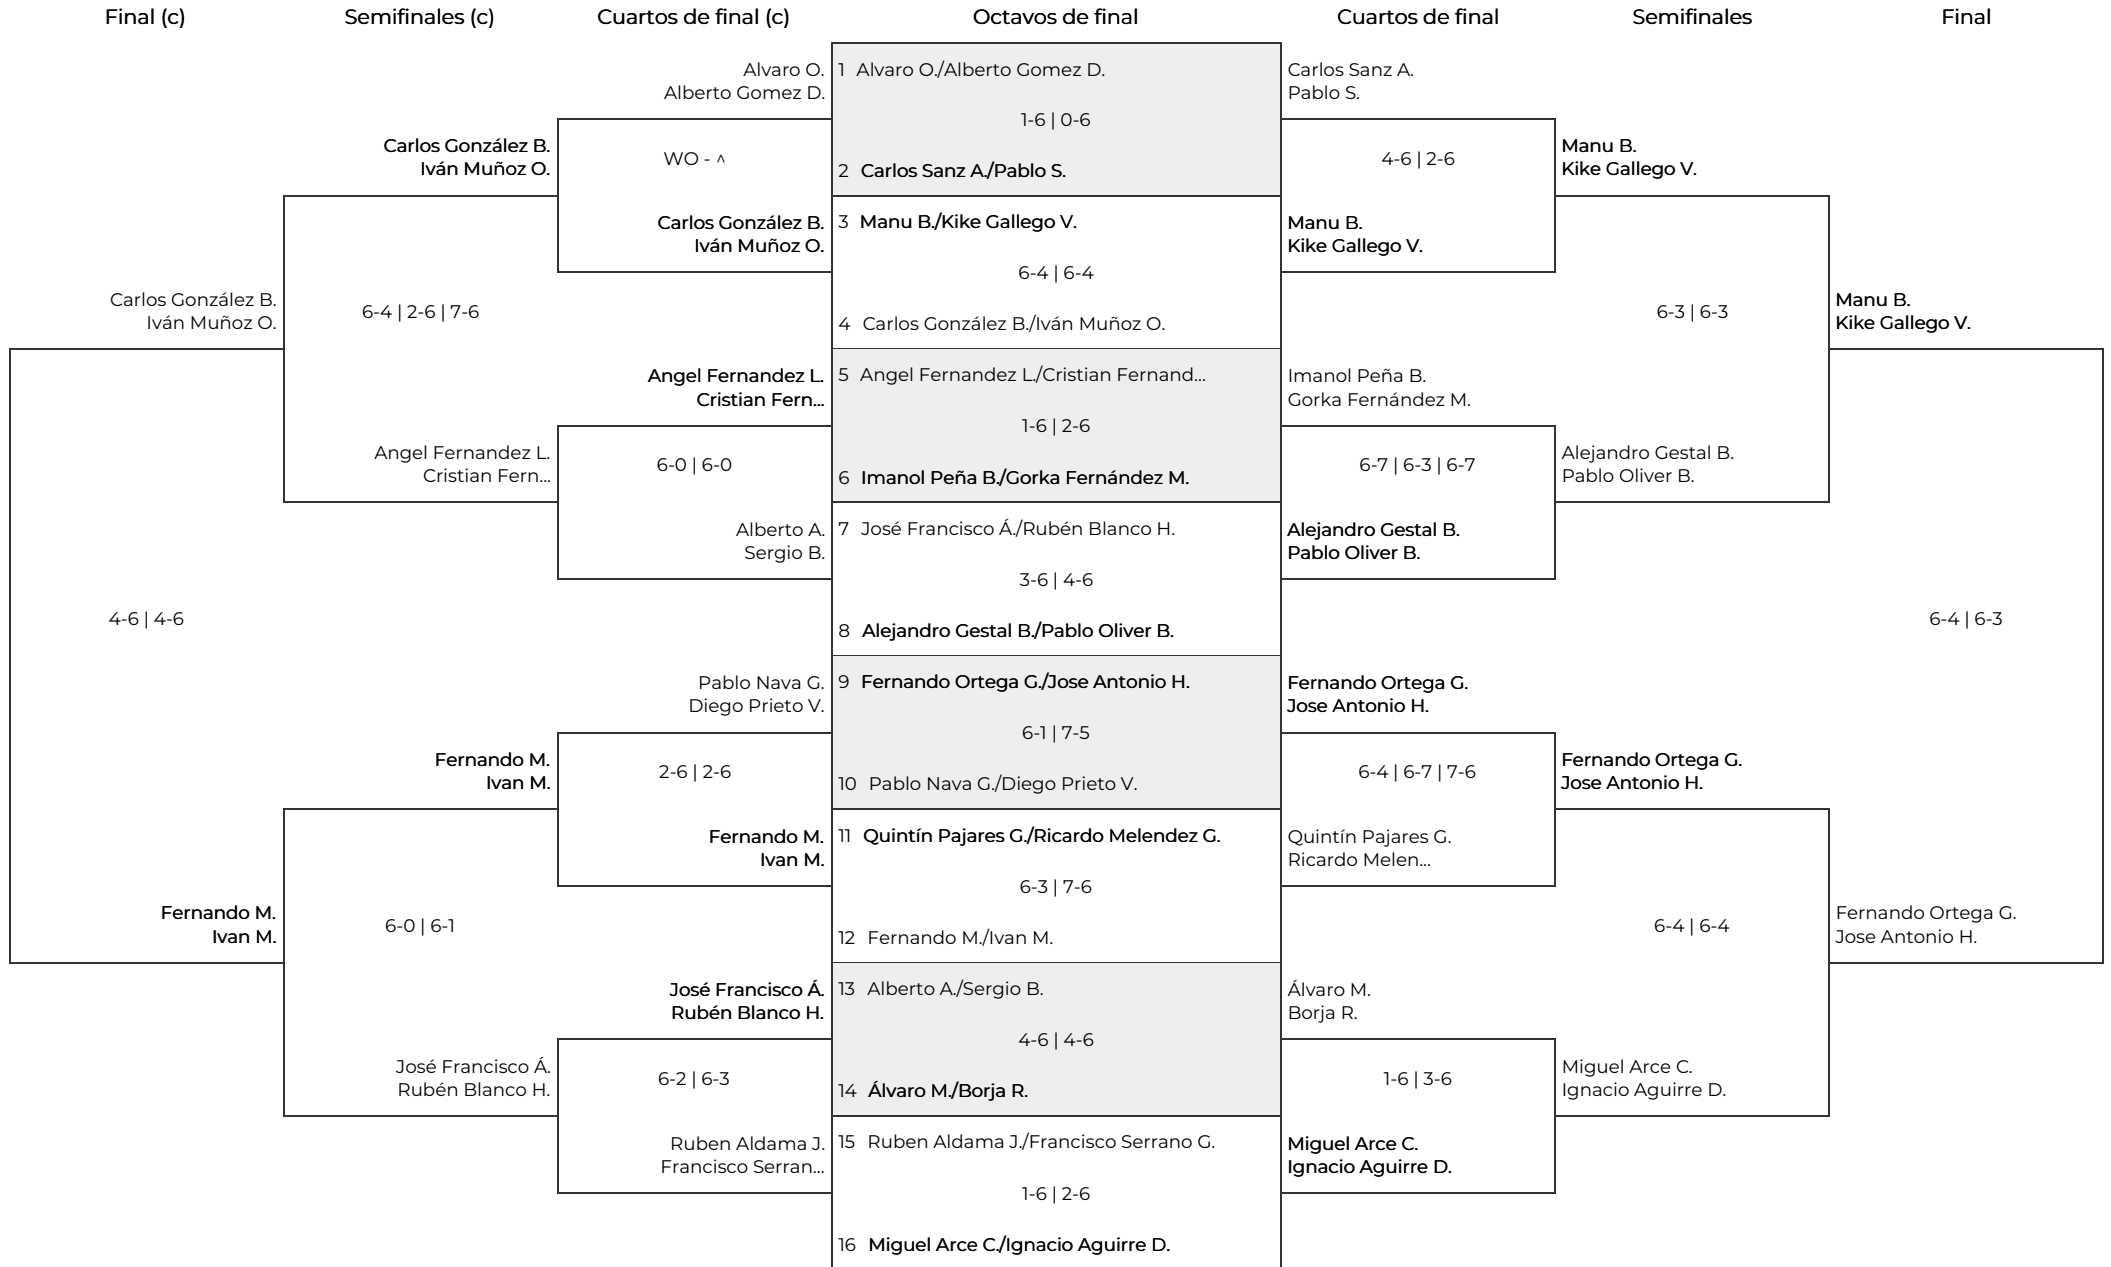 Final (c)
Semifinales (c)
Cuartos de final (c)
Octavos de final
Cuartos de final
Semifinales
Final
Carlos González B.
Iván Muñoz O.
4-6 | 4-6
Fernando M.
Ivan M.
Carlos González B.
Iván Muñoz O.
6-4 | 2-6 | 7-6
Angel Fernandez L.
Cristian Fern...
Fernando M.
Ivan M.
6-0 | 6-1
José Francisco Á.
Rubén Blanco H.
Alvaro O.
Alberto Gomez D.
WO - ^
Carlos González B.
Iván Muñoz O.
Angel Fernandez L.
Cristian Fern...
6-0 | 6-0
Alberto A.
Sergio B.
Pablo Nava G.
Diego Prieto V.
2-6 | 2-6
Fernando M.
Ivan M.
José Francisco Á.
Rubén Blanco H.
6-2 | 6-3
Ruben Aldama J.
Francisco Serran...
1 Alvaro O./Alberto Gomez D.
1-6 | 0-6
2 Carlos Sanz A./Pablo S.
3 Manu B./Kike Gallego V.
6-4 | 6-4
4 Carlos González B./Iván Muñoz O.
5 Angel Fernandez L./Cristian Fernand...
1-6 | 2-6
6 Imanol Peña B./Gorka Fernández M.
7 José Francisco Á./Rubén Blanco H.
3-6 | 4-6
8 Alejandro Gestal B./Pablo Oliver B.
9 Fernando Ortega G./Jose Antonio H.
6-1 | 7-5
10 Pablo Nava G./Diego Prieto V.
11 Quintín Pajares G./Ricardo Melendez G.
6-3 | 7-6
12 Fernando M./Ivan M.
13 Alberto A./Sergio B.
4-6 | 4-6
14 Álvaro M./Borja R.
15 Ruben Aldama J./Francisco Serrano G.
1-6 | 2-6
16 Miguel Arce C./Ignacio Aguirre D.
Carlos Sanz A.
Pablo S.
4-6 | 2-6
Manu B.
Kike Gallego V.
Imanol Peña B.
Gorka Fernández M.
6-7 | 6-3 | 6-7
Alejandro Gestal B.
Pablo Oliver B.
Fernando Ortega G.
Jose Antonio H.
6-4 | 6-7 | 7-6
Quintín Pajares G.
Ricardo Melen...
Álvaro M.
Borja R.
1-6 | 3-6
Miguel Arce C.
Ignacio Aguirre D.
Manu B.
Kike Gallego V.
6-3 | 6-3
Alejandro Gestal B.
Pablo Oliver B.
Fernando Ortega G.
Jose Antonio H.
6-4 | 6-4
Miguel Arce C.
Ignacio Aguirre D.
Manu B.
Kike Gallego V.
6-4 | 6-3
Fernando Ortega G.
Jose Antonio H.